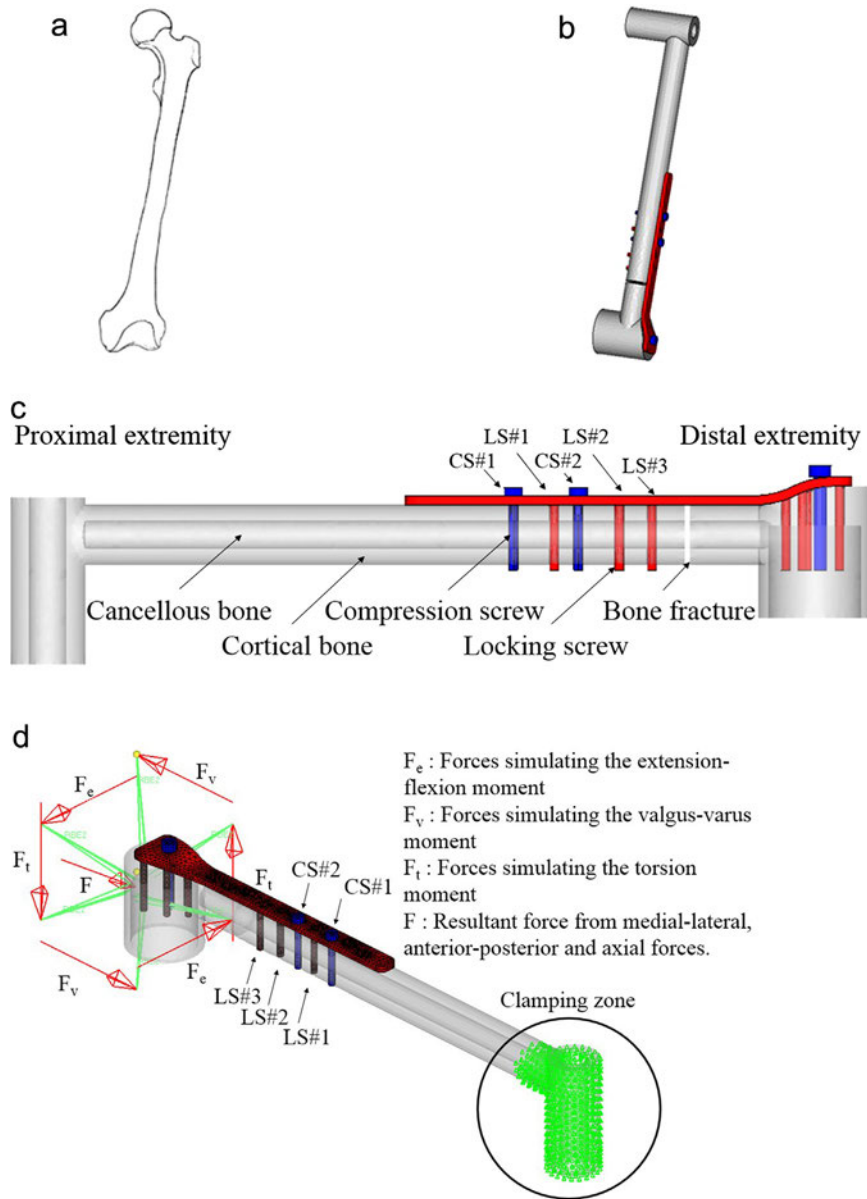 a
b
c
Proximal extremity
LS#1
LS#2
Distal extremity
CS#1
CS#2
LS#3
Cancellous bone
Compression screw
Bone fracture
Cortical bone
Locking screw
d
Fe
Fv
Ft
F
Ft
CS#2
CS#1
Fv
Fe
LS#3
LS#2
LS#1
Fe : Forces simulating the extension-
flexion moment
Fv : Forces simulating the valgus-varus
moment
Ft : Forces simulating the torsion
moment
F : Resultant force from medial-lateral,
anterior-posterior and axial forces.
Clamping zone
RBE2